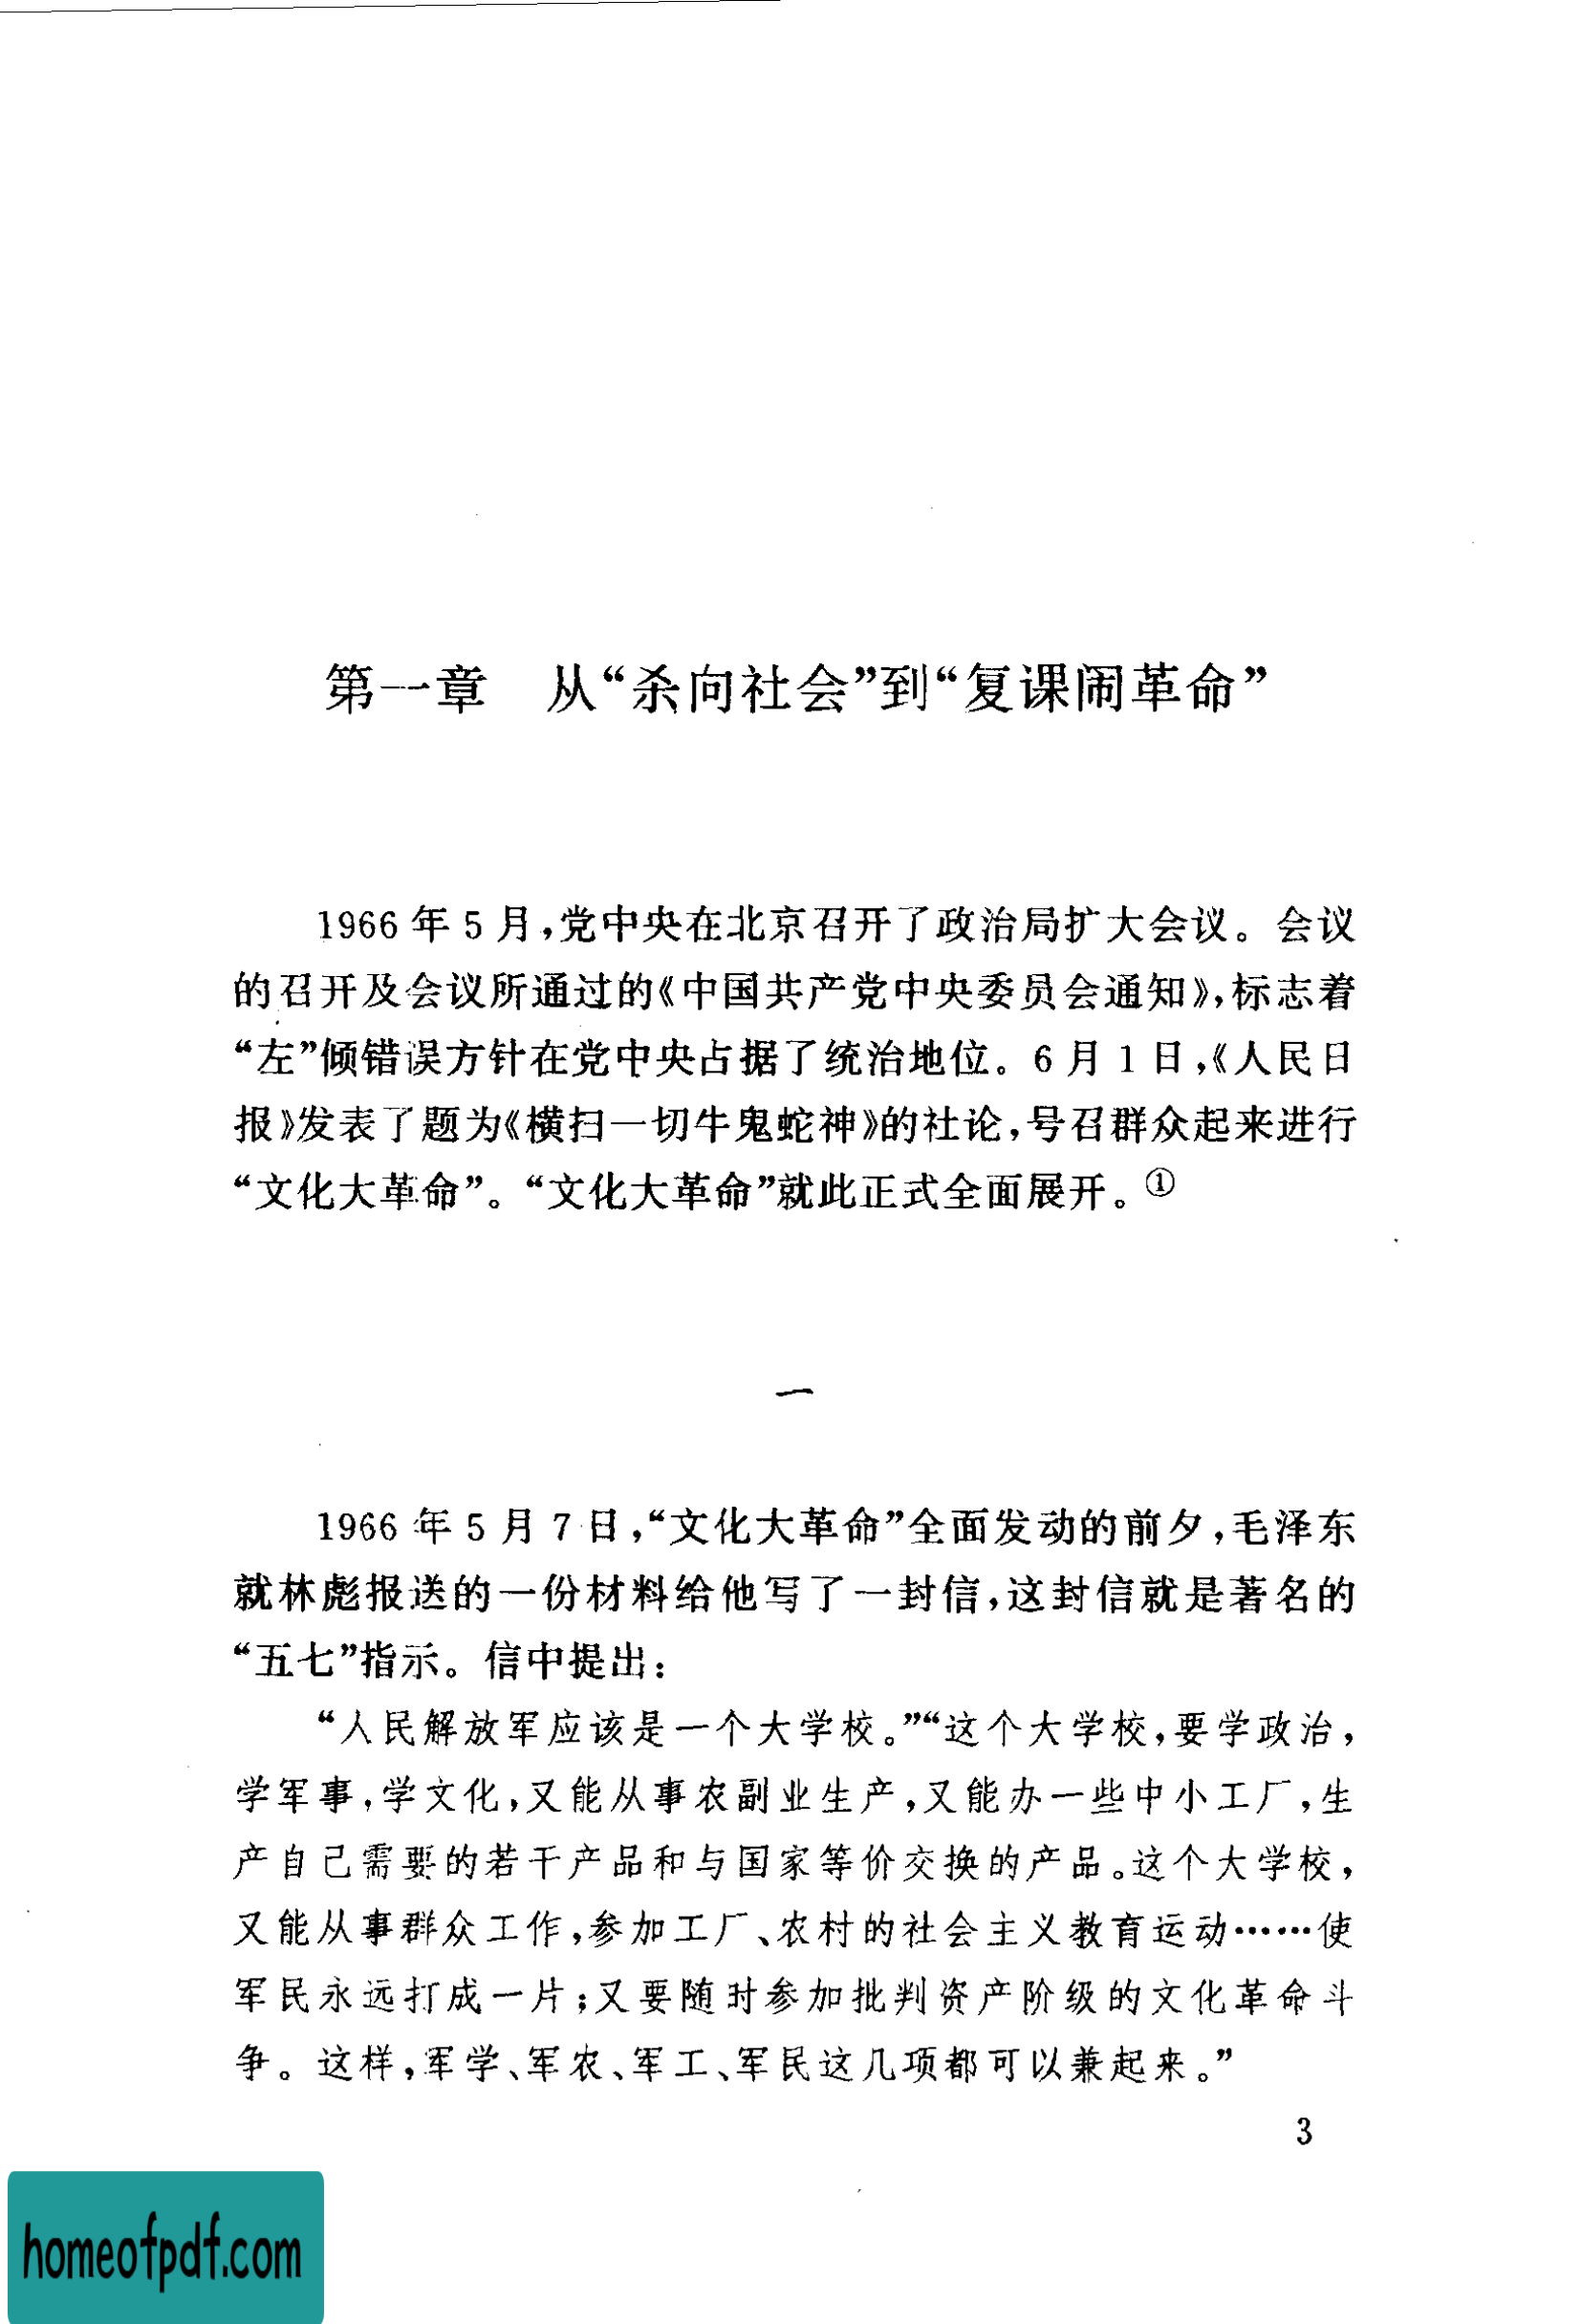 第一章　从“杀向社会”到“复课闹革命”
1966 年 5 月，党中央在北京召开了政治局扩大会议。会议
的召开及会议所通过的《中国共产党中央委员会通知》，标志着
“左”倾错误方针在党中央占据了统治地位。6 月 1 日，《人民日
报》发表了题为《横扫一切牛鬼蛇神》的社论，号召群众起来进行
“文化大革命”。“文化大革命”就此正式全面展开。①
一
1966 年 5 月 7 日，“文化大革命”全面发动的前夕，毛泽东
就林彪报送的一份材料给他写了一封信，这封信就是著名的
“五七”指示。信中提出：
“人民解放军应该是一个大学校。”“这个大学校，要学政治，
学军事，学文化，又能从事农副业生产，又能办一些中小工厂，生
产自己需要的若干产品和与国家等价交换的产品。这个大学校，
又能从事群众工作，参加工厂、农村的社会主义教育运动……使
军民永远打成一片；又要随时参加批判资产阶级的文化革命斗
争。这样，军学、军农、军工、军民这几项都可以兼起来。”
3
homeofpdf.com